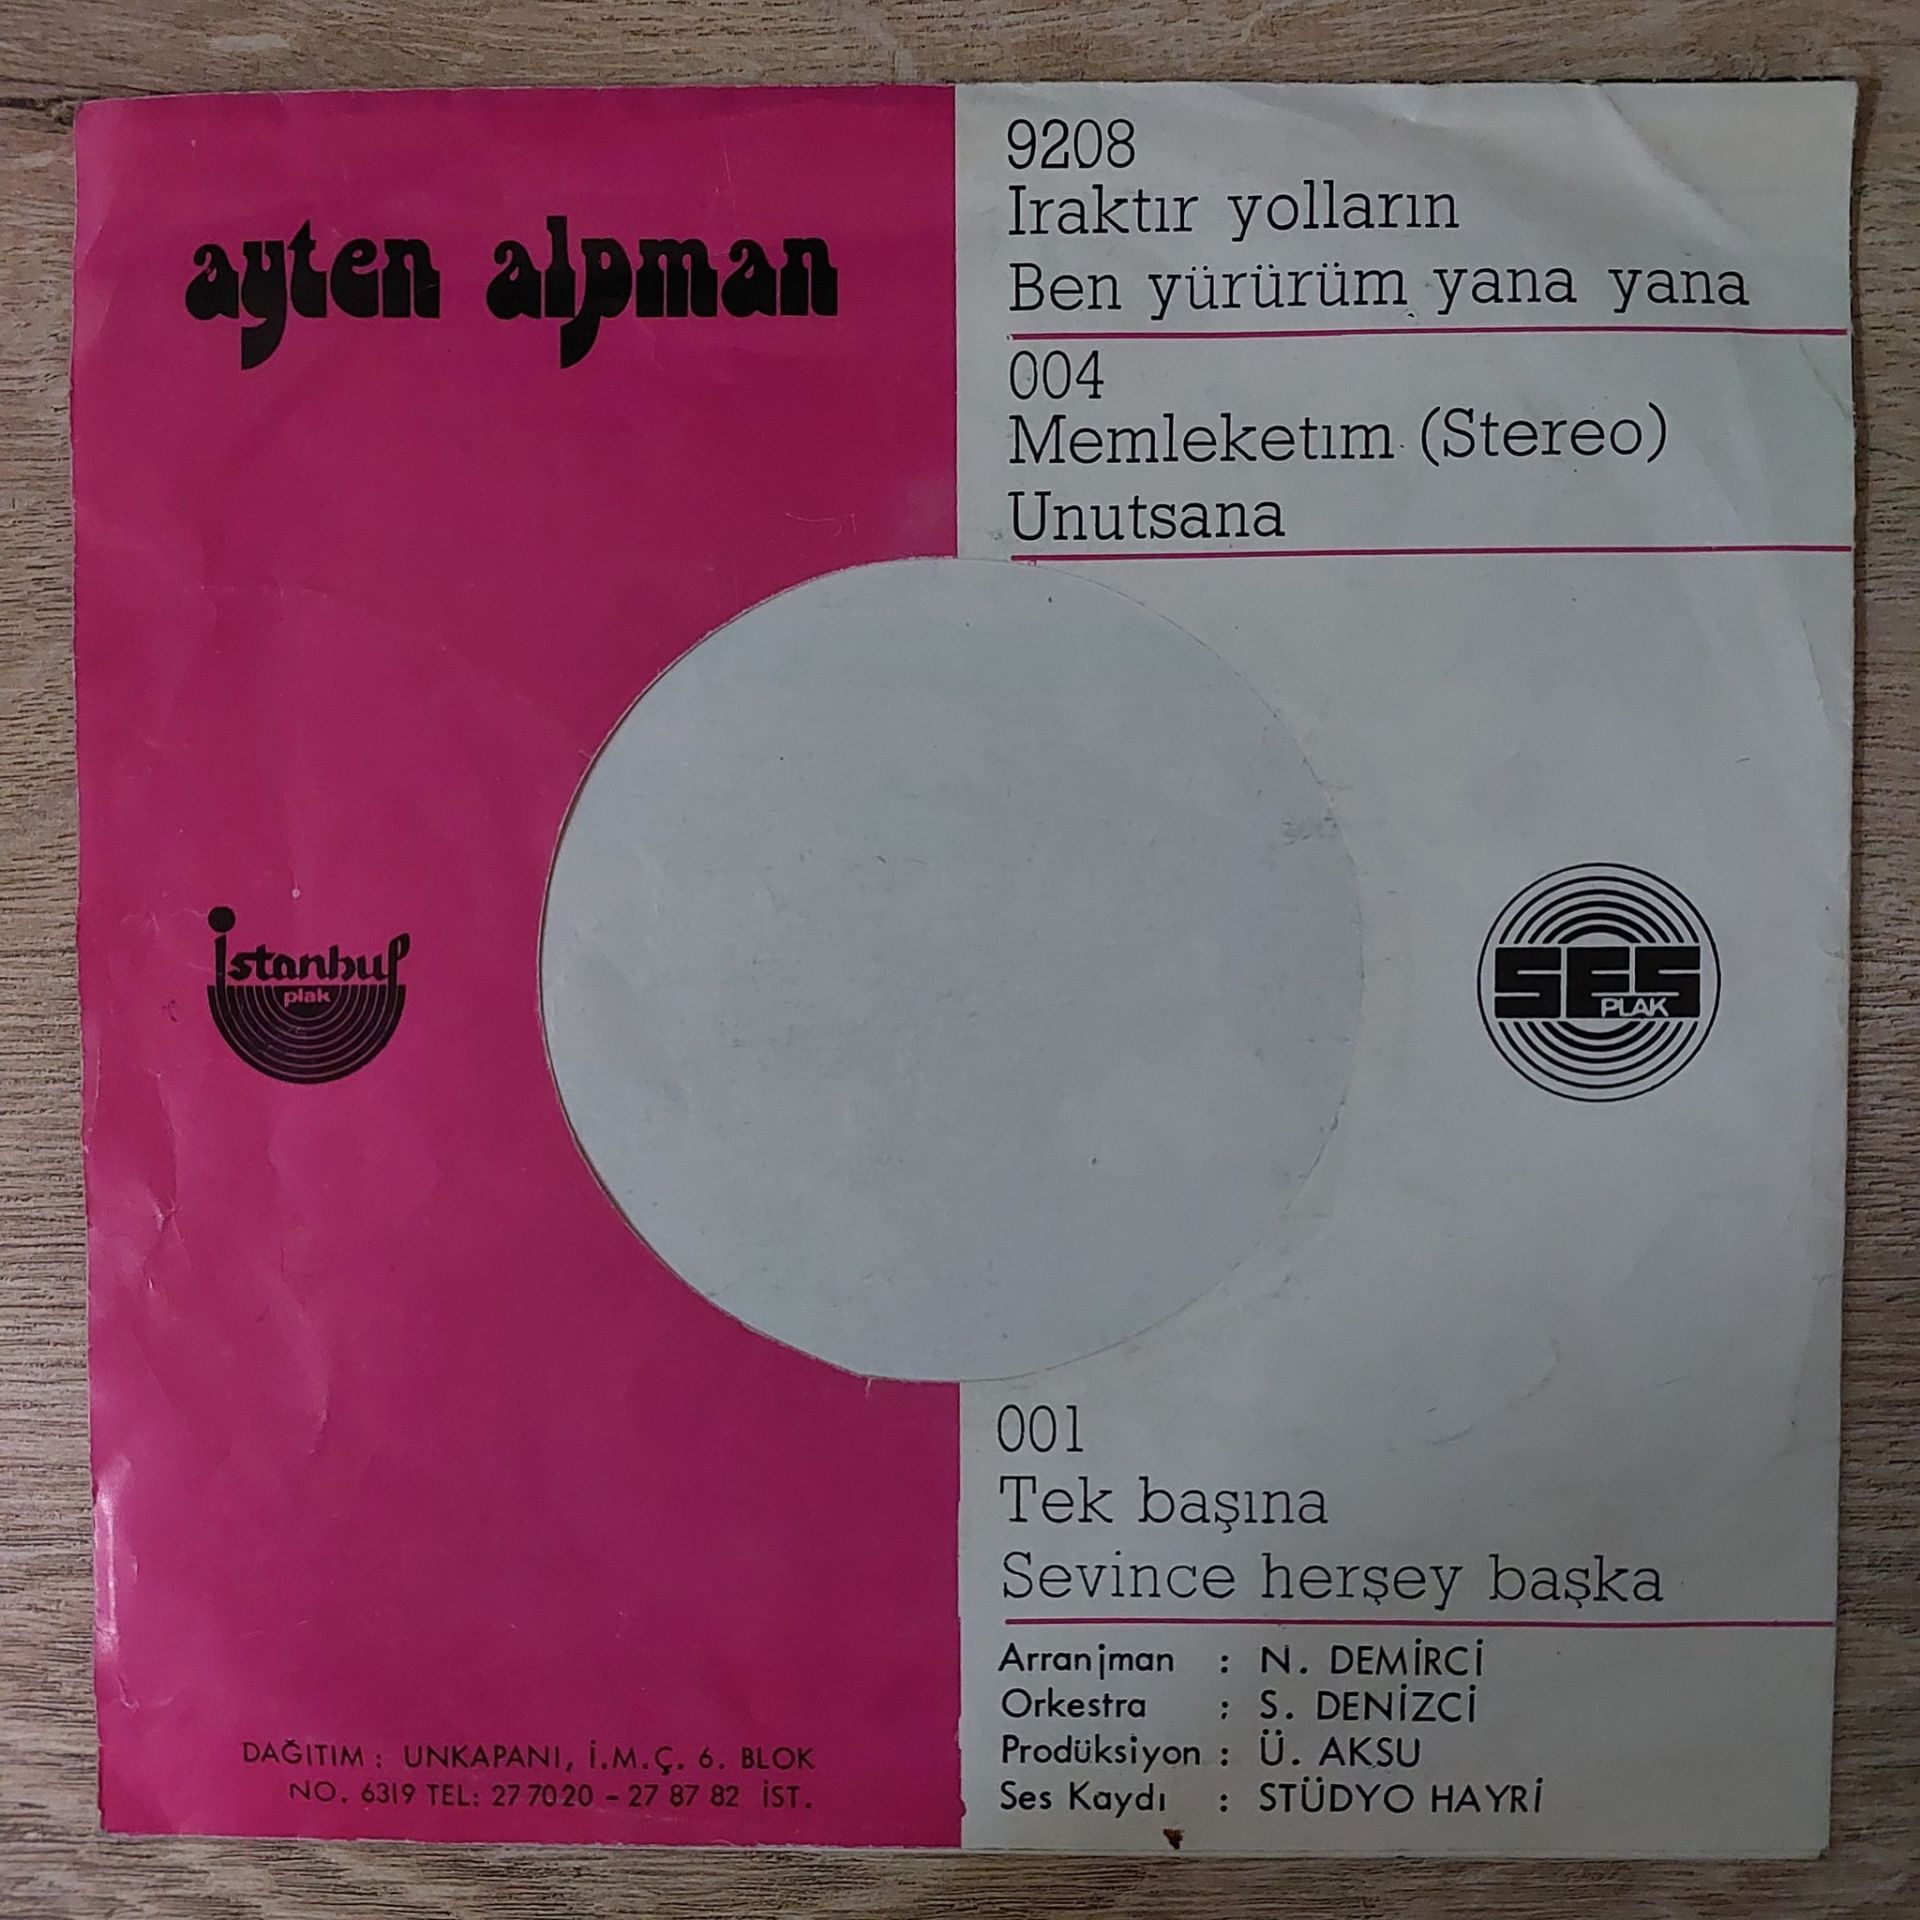 ayten alpman
9208
Iraktır yolların
Ben yürürüm yana yana
004
Memleketım (Stereo)
Unutsana
istanbul
plak
SES
PLAK
001
Tek başına
Sevince herşey başka
Arranjman : N. DEMİRCİ
Orkestra : S. DENİZCİ
Prodüksiyon : Ü. AKSU
Ses Kaydı : STÜDYO HAYRİ
DAĞITIM : UNKAPANI, İ.M.Ç. 6. BLOK
NO. 6319 TEL: 27 70 20 - 27 87 82 İST.